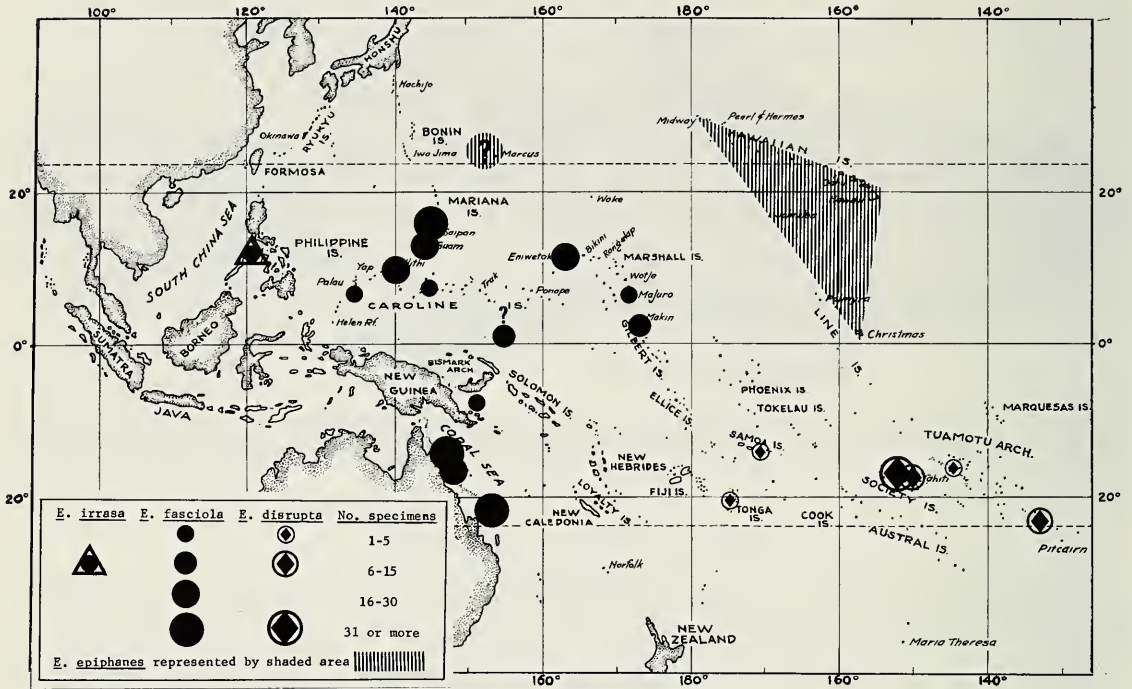 100° 120° 140° 160° 180° 160° 140°
HONSHU
Hachijo
Okinawa
RYUKYU IS.
BONIN IS.
Iwo Jima
?
Marcus
Midway
Pearl & Hermes
HAWAIIAN IS.
FORMOSA
20°
20°
MARIANA IS.
Saipan
Guam
Wake
SOUTH CHINA SEA
PHILIPPINE IS.
Yap
Palau
Eniwetok
Bikini
Rongelap
MARSHALL IS.
Wotje
Majuro
Makin
CAROLINE IS.
Truk
Ponape
Helen Rf.
?
Palmyra
LINE IS.
Christmas
BORNEO
SUMATRA
0°
0°
GILBERT IS.
BISMARK ARCH.
NEW GUINEA
SOLOMON IS.
JAVA
ELLICE IS.
PHOENIX IS.
TOKELAU IS.
MARQUESAS IS.
CORAL SEA
SAMOA IS.
TUAMOTU ARCH.
NEW HEBRIDES
FIJI IS.
Tahiti
SOCIETY IS.
20°
20°
LOYALTY IS.
NEW CALEDONIA
TONGA IS.
COOK IS.
AUSTRAL IS.
Pitcairn
Norfolk
NEW ZEALAND
Maria Theresa
E. irrasa E. fasciola E. disrupta No. specimens
1-5
6-15
16-30
31 or more
E. epiphanes represented by shaded area
160° 180° 160° 140°